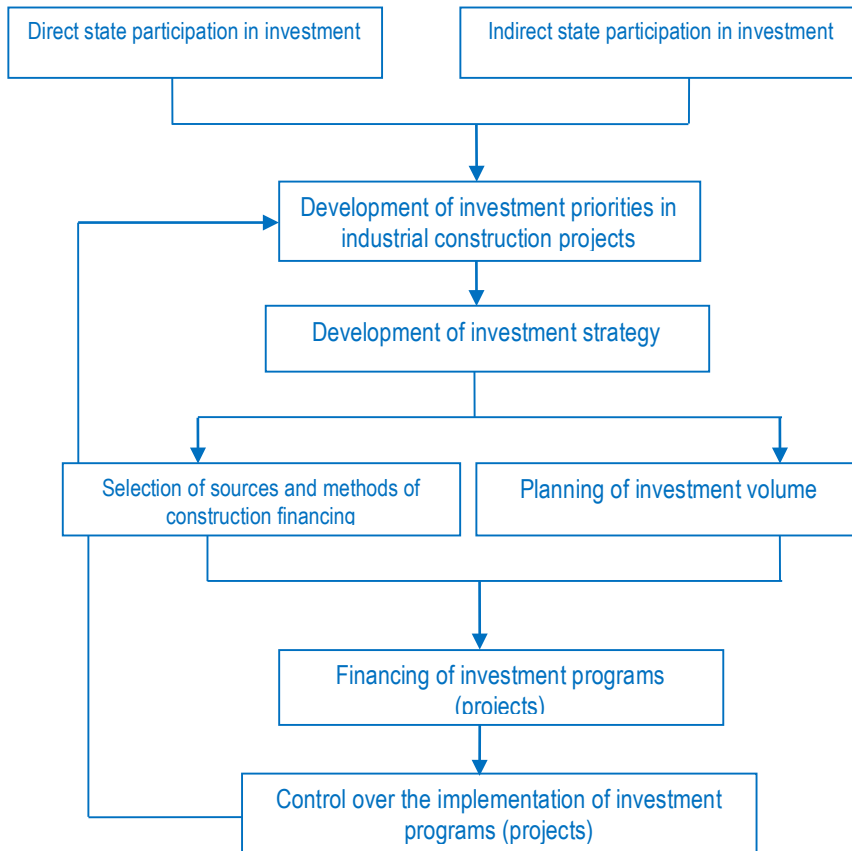 Direct state participation in investment
Indirect state participation in investment
Development of investment priorities in
industrial construction projects
Development of investment strategy
Selection of sources and methods of
construction financing
Planning of investment volume
Financing of investment programs
(projects)
Control over the implementation of investment
programs (projects)